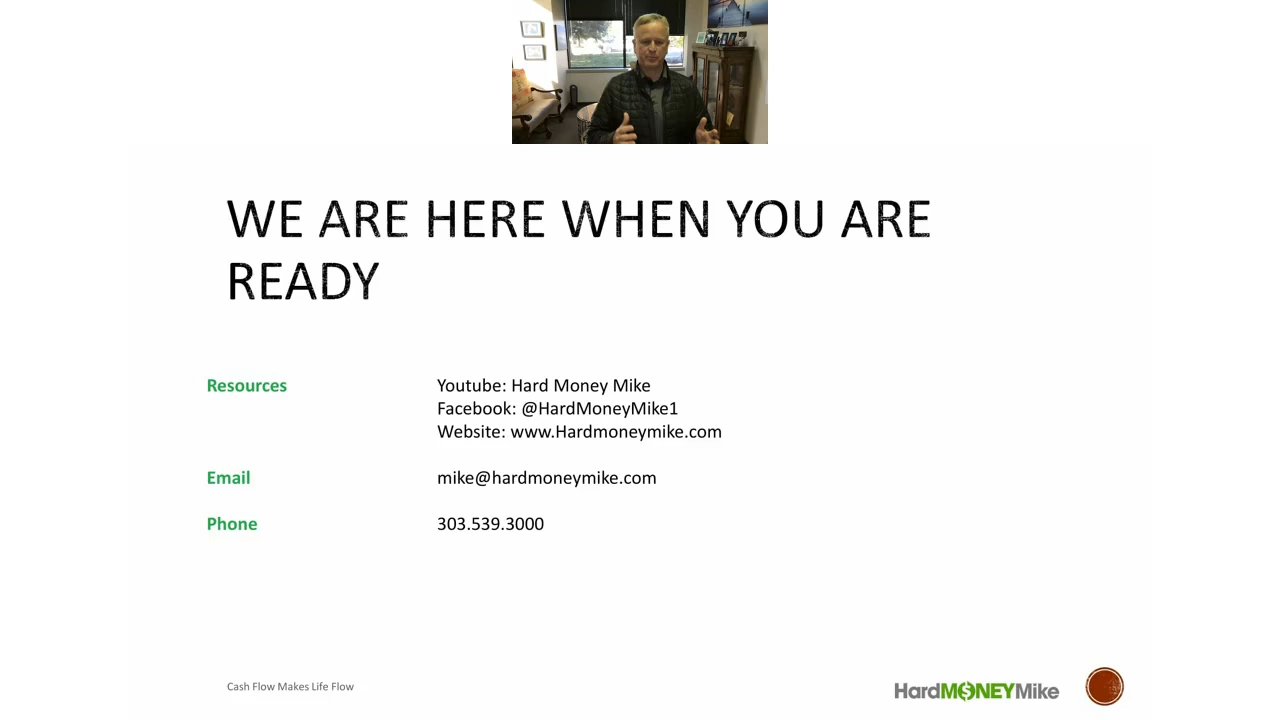 WE ARE HERE WHEN YOU ARE
READY
Resources
Youtube: Hard Money Mike
Facebook: @HardMoneyMike1
Website: www.Hardmoneymike.com
Email
mike@hardmoneymike.com
Phone
303.539.3000
Cash Flow Makes Life Flow
HardMONEYMike